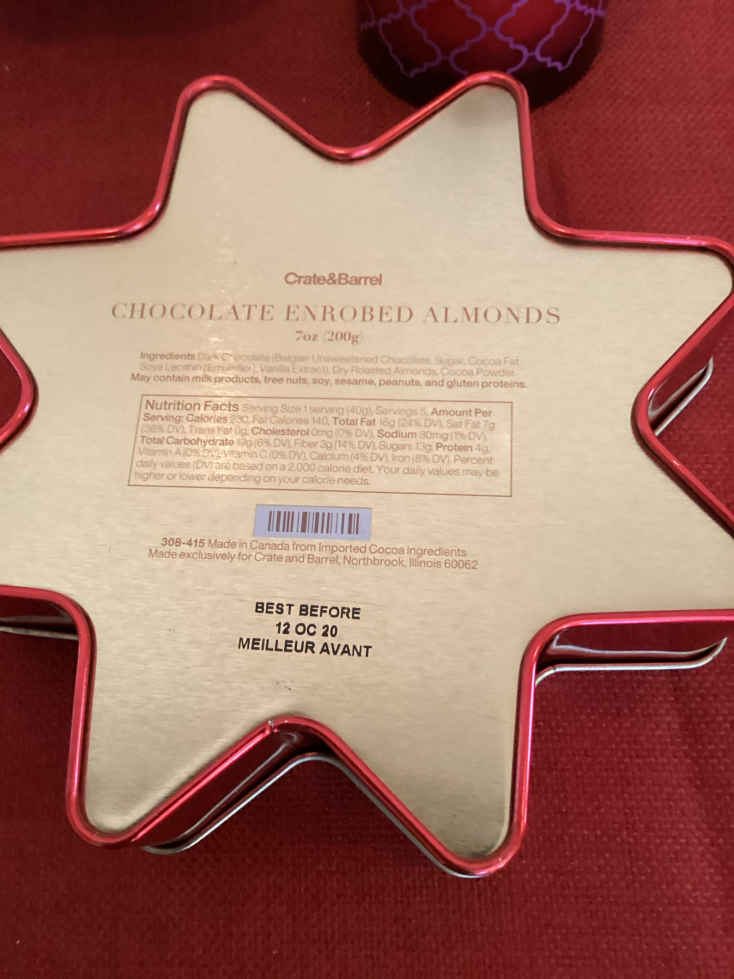 Crate&Barrel
CHOCOLATE ENROBED ALMONDS
7oz (200g)
Ingredients Dark Chocolate (Belgian Unsweetened Chocolate, Sugar, Cocoa Fat,
Soya Lecithin (Emulsifier), Vanilla Extract), Dry Roasted Almonds, Cocoa Powder.
May contain milk products, tree nuts, soy, sesame, peanuts, and gluten proteins.
Nutrition Facts Serving Size 1 serving (40g), Servings 5, Amount Per
Serving: Calories 230, Fat Calories 140, Total Fat 16g (24% DV), Sat Fat 7g
(36% DV), Trans Fat 0g, Cholesterol 0mg (0% DV), Sodium 30mg (1% DV),
Total Carbohydrate 19g (6% DV), Fiber 3g (14% DV), Sugars 13g, Protein 4g,
Vitamin A (0% DV), Vitamin C (0% DV), Calcium (4% DV), Iron (8% DV). Percent
daily values (DV) are based on a 2,000 calorie diet. Your daily values may be
higher or lower depending on your calorie needs.
308-415 Made in Canada from Imported Cocoa Ingredients
Made exclusively for Crate and Barrel, Northbrook, Illinois 60062
BEST BEFORE
12 OC 20
MEILLEUR AVANT